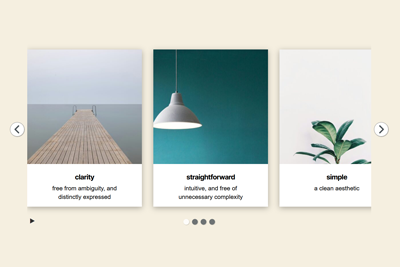 clarity
free from ambiguity, and
distinctly expressed
straightforward
intuitive, and free of
unnecessary complexity
simple
a clean aesthetic